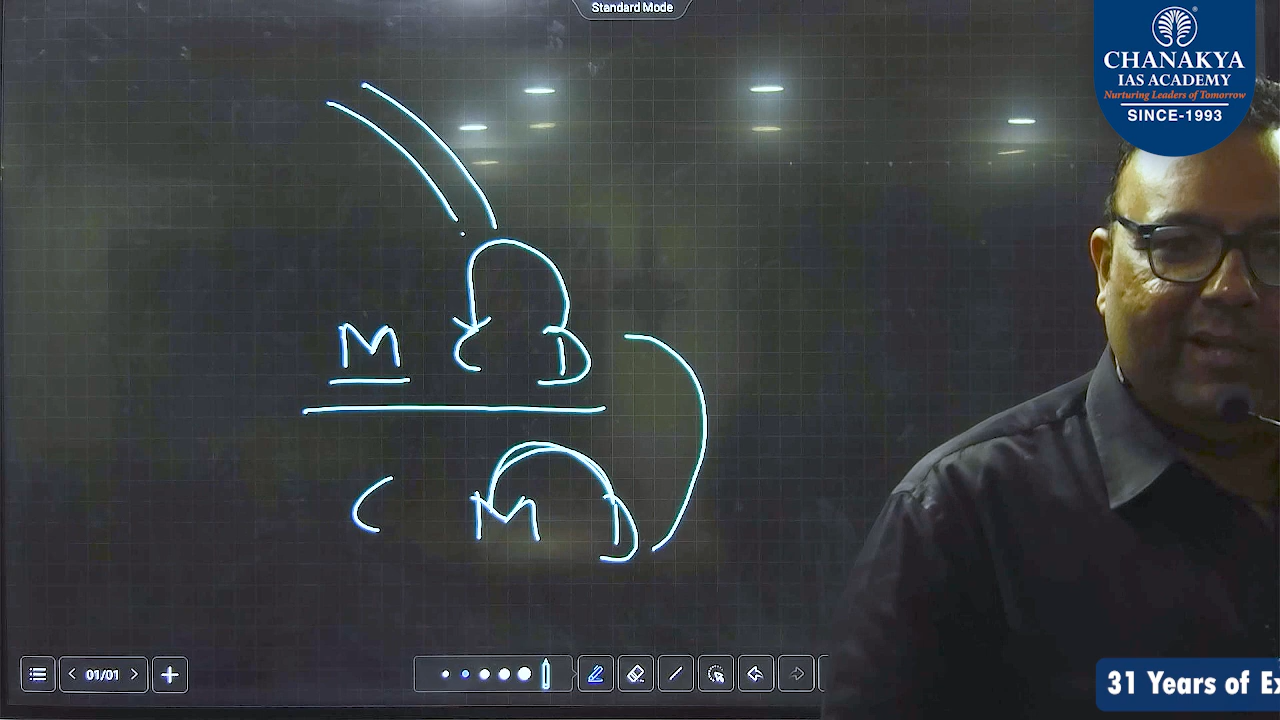 Standard Mode
CHANAKYA
IAS ACADEMY
Nurturing Leaders of Tomorrow
SINCE-1993
M C D
C M D
01/01
31 Years of Ex